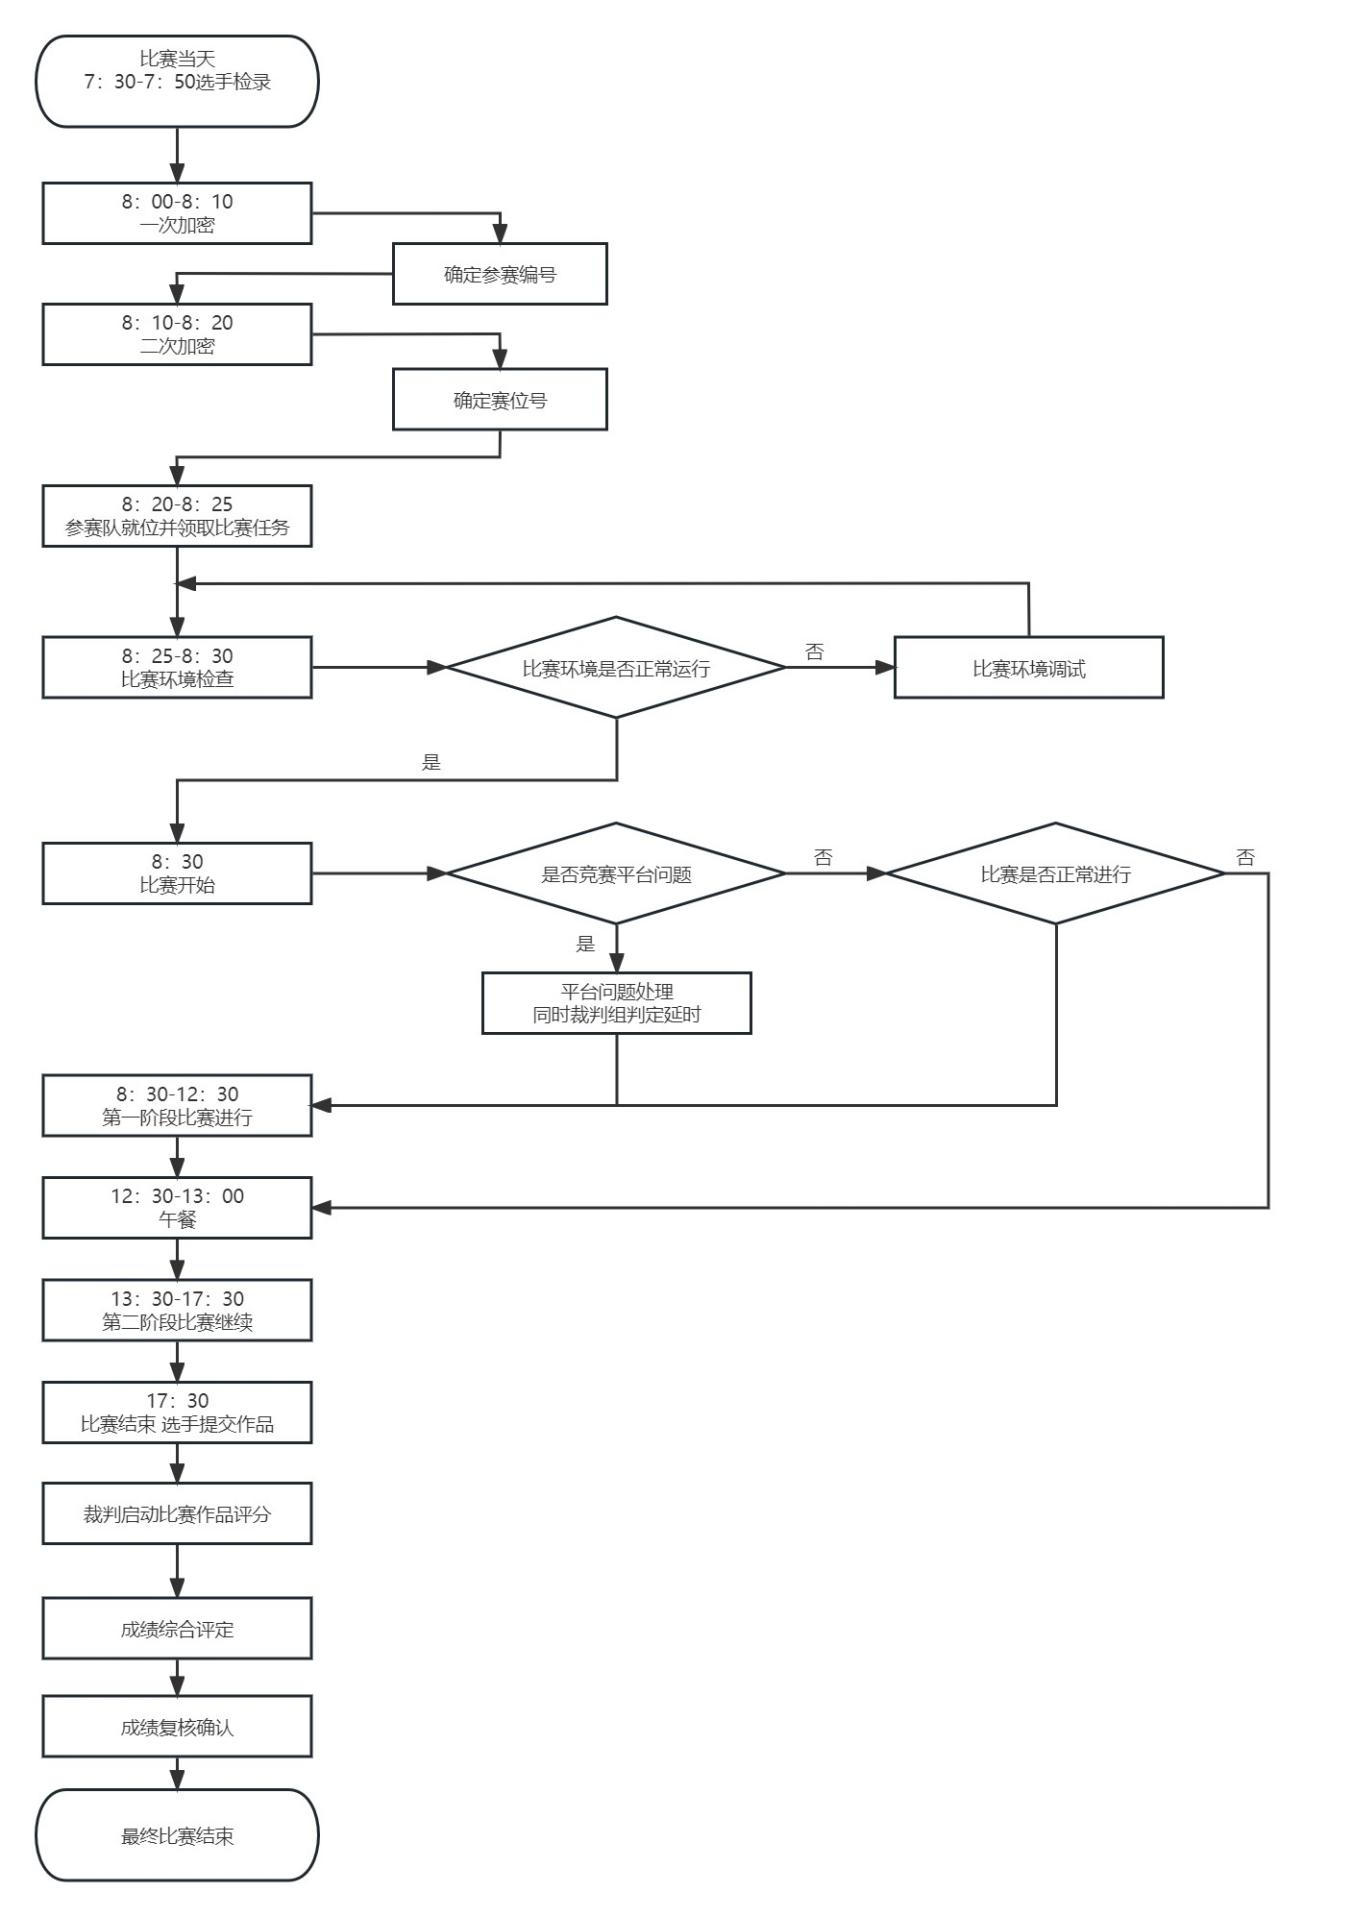 比赛当天
7：30-7：50选手检录
8：00-8：10
一次加密
确定参赛编号
8：10-8：20
二次加密
确定赛位号
8：20-8：25
参赛队就位并领取比赛任务
8：25-8：30
比赛环境检查
比赛环境是否正常运行
否
比赛环境调试
是
8：30
比赛开始
是否竞赛平台问题
否
比赛是否正常进行
否
是
平台问题处理
同时裁判组判定延时
8：30-12：30
第一阶段比赛进行
12：30-13：00
午餐
13：30-17：30
第二阶段比赛继续
17：30
比赛结束 选手提交作品
裁判启动比赛作品评分
成绩综合评定
成绩复核确认
最终比赛结束